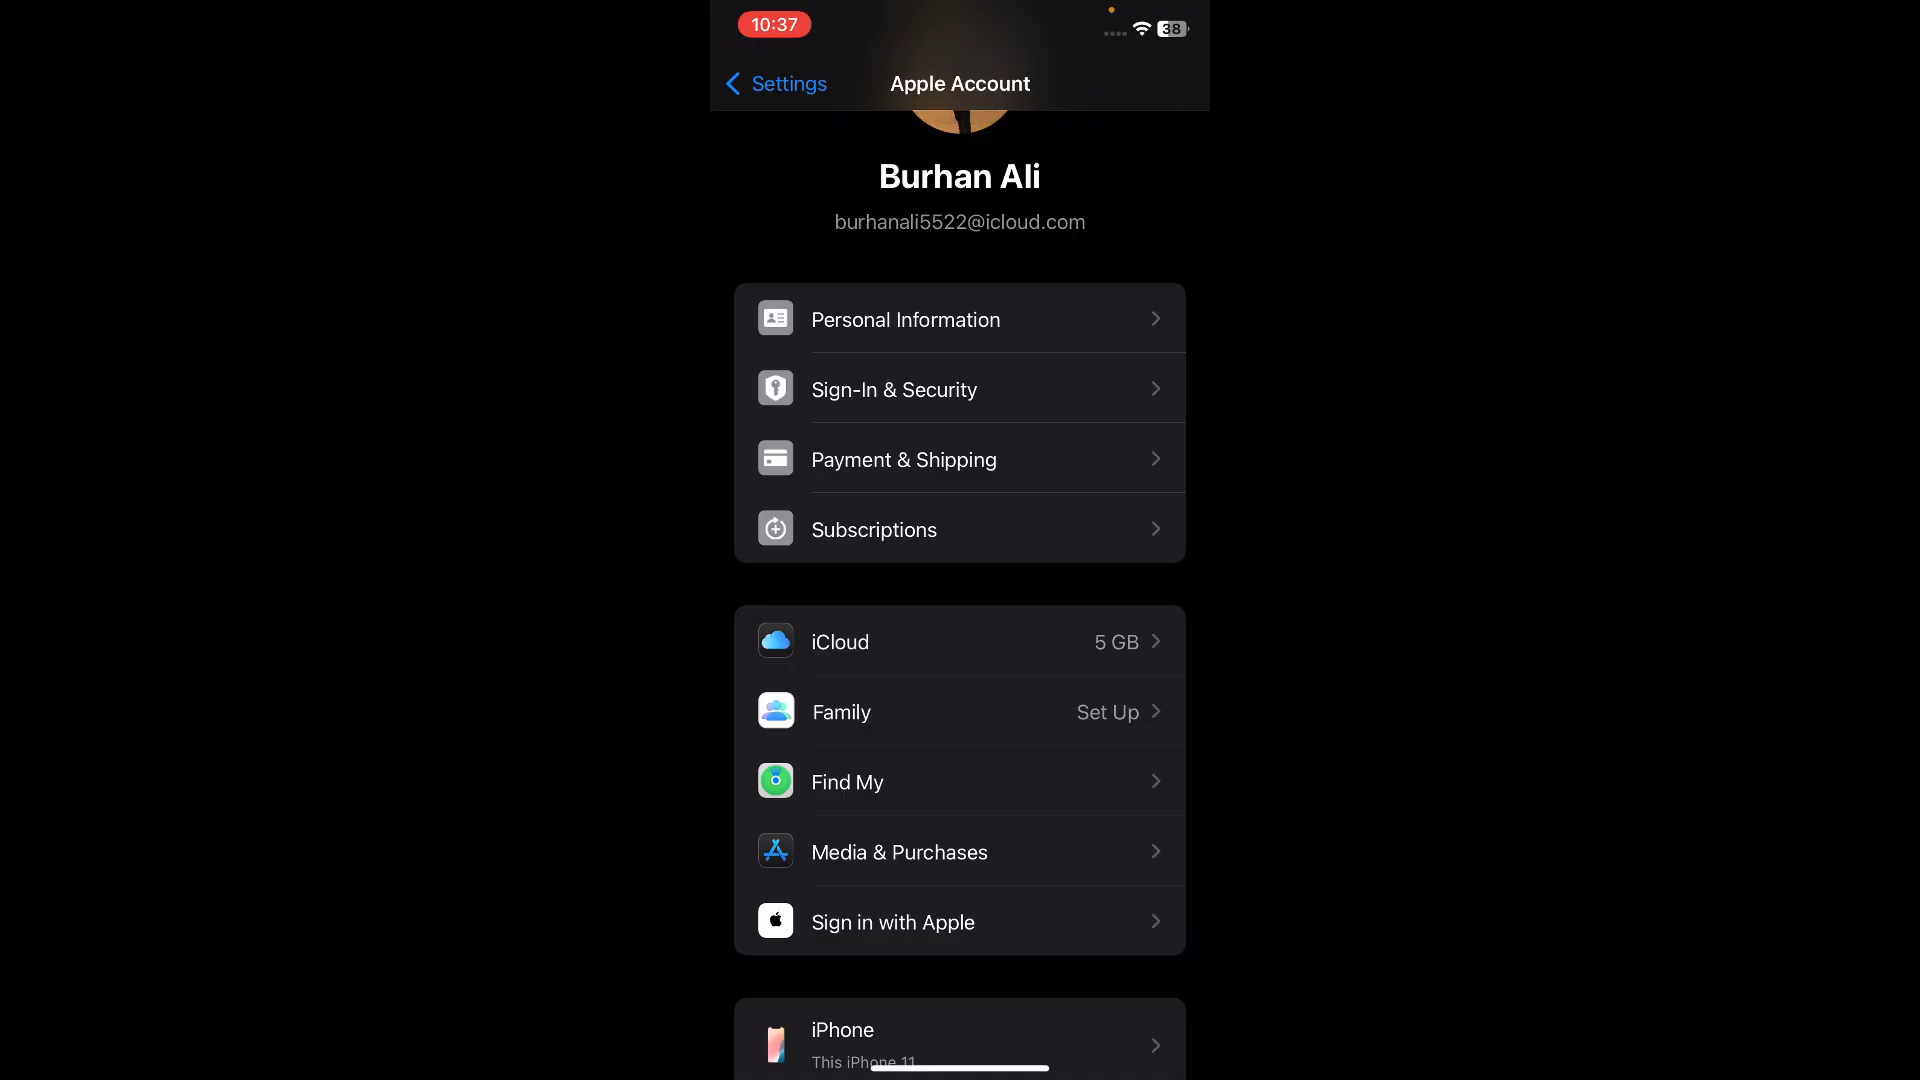 10:37
38
Settings
Apple Account
Burhan Ali
burhanali5522@icloud.com
Personal Information
Sign-In & Security
Payment & Shipping
Subscriptions
iCloud 5 GB
Family Set Up
Find My
Media & Purchases
Sign in with Apple
iPhone
This iPhone 11